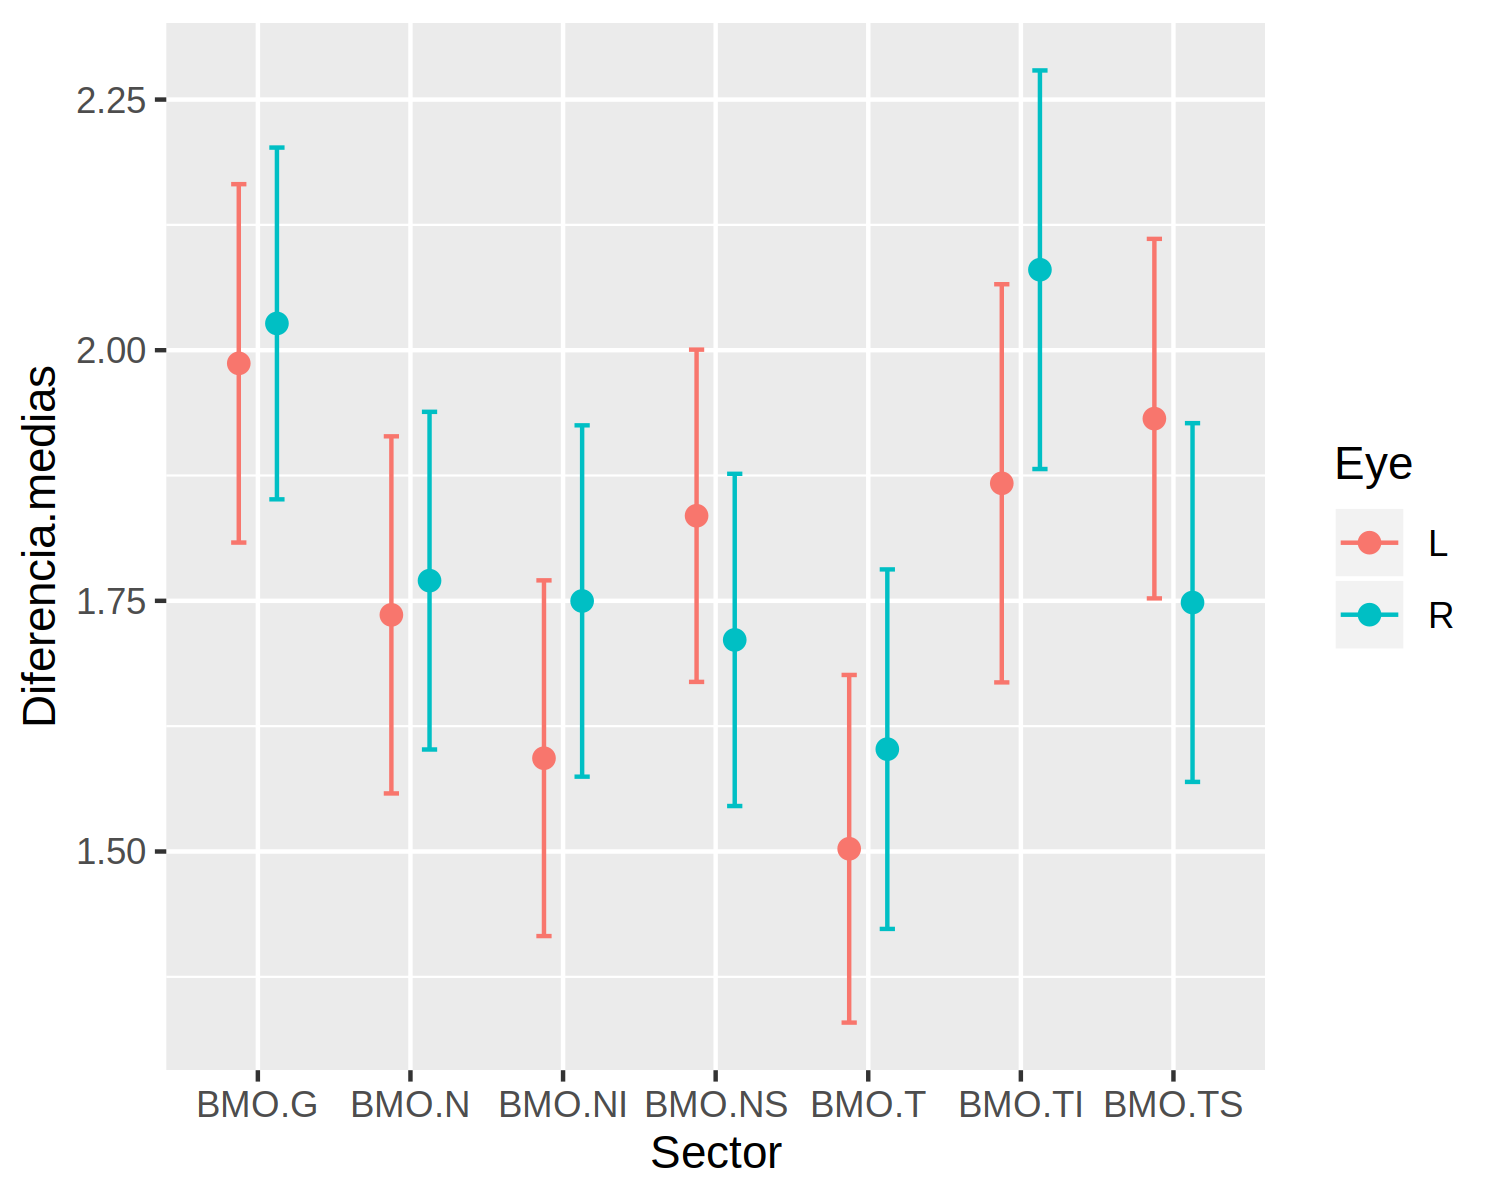 Diferencia.medias
2.25
2.00
1.75
1.50
BMO.G BMO.N BMO.NI BMO.NS BMO.T BMO.TI BMO.TS
Sector
Eye
L
R